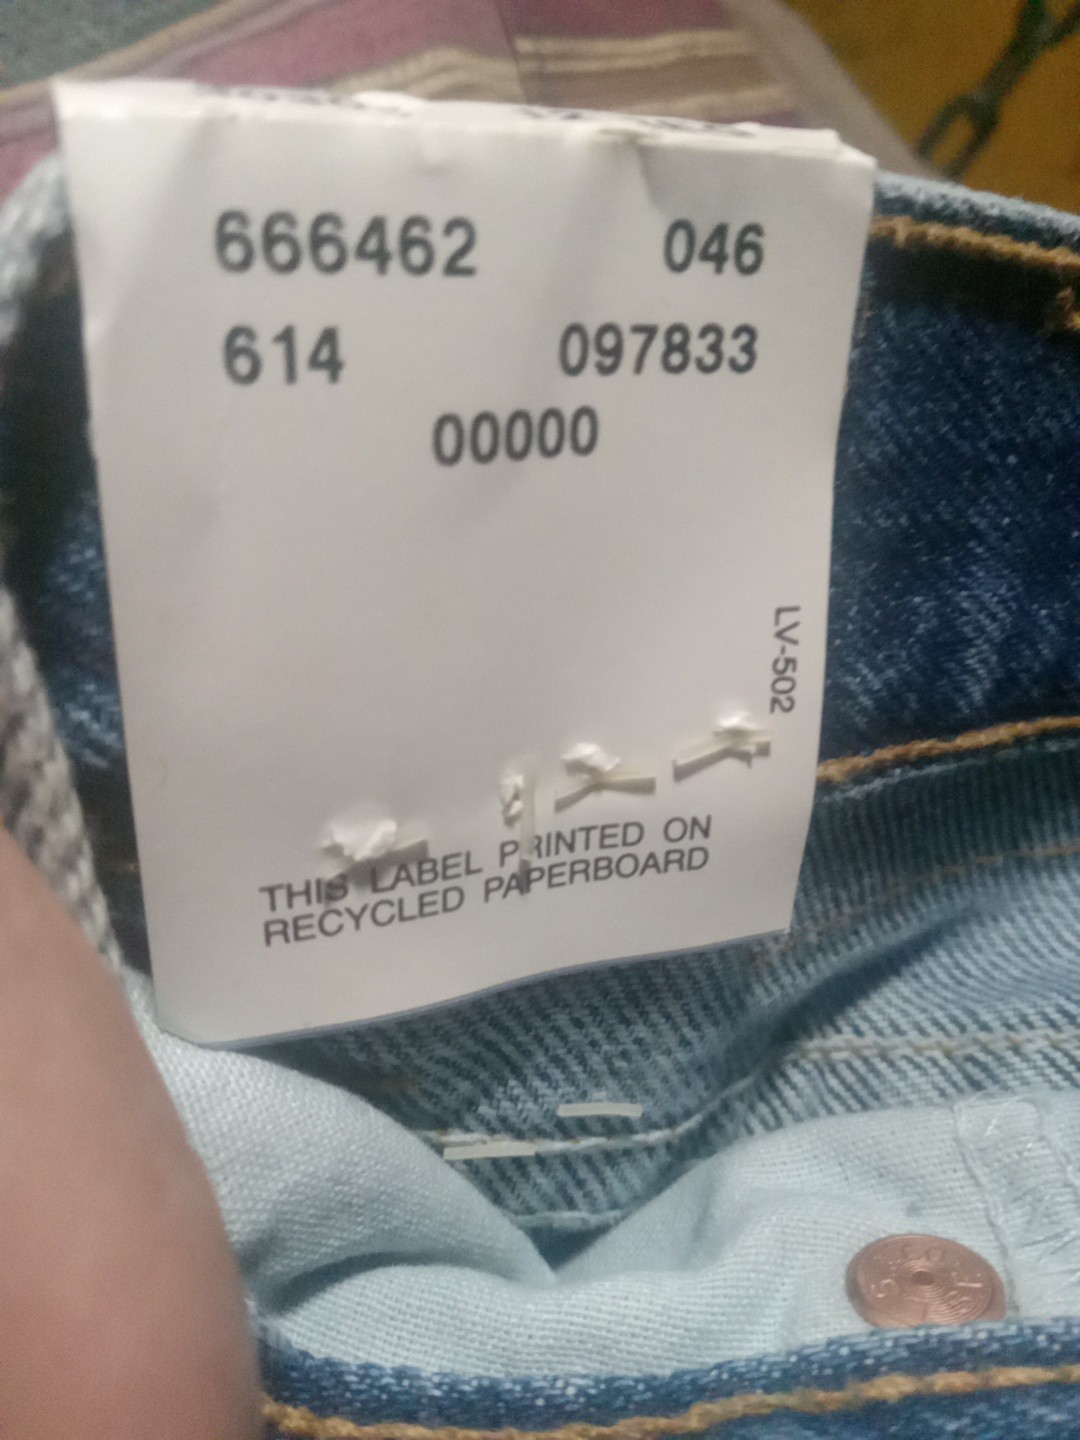 666462 046
614 097833
00000
LV-502
THIS LABEL PRINTED ON
RECYCLED PAPERBOARD